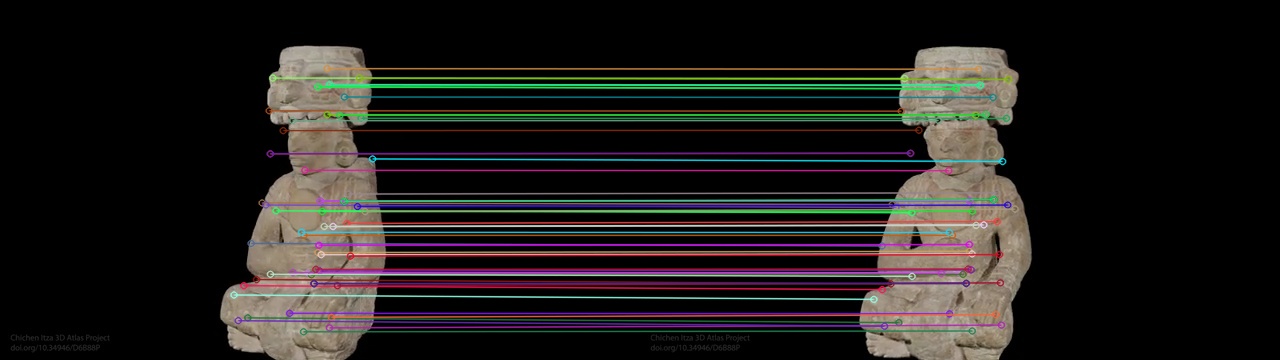 Chichen Itza 3D Atlas Project
doi.org/10.34946/D6B88P
Chichen Itza 3D Atlas Project
doi.org/10.34946/D6B88P